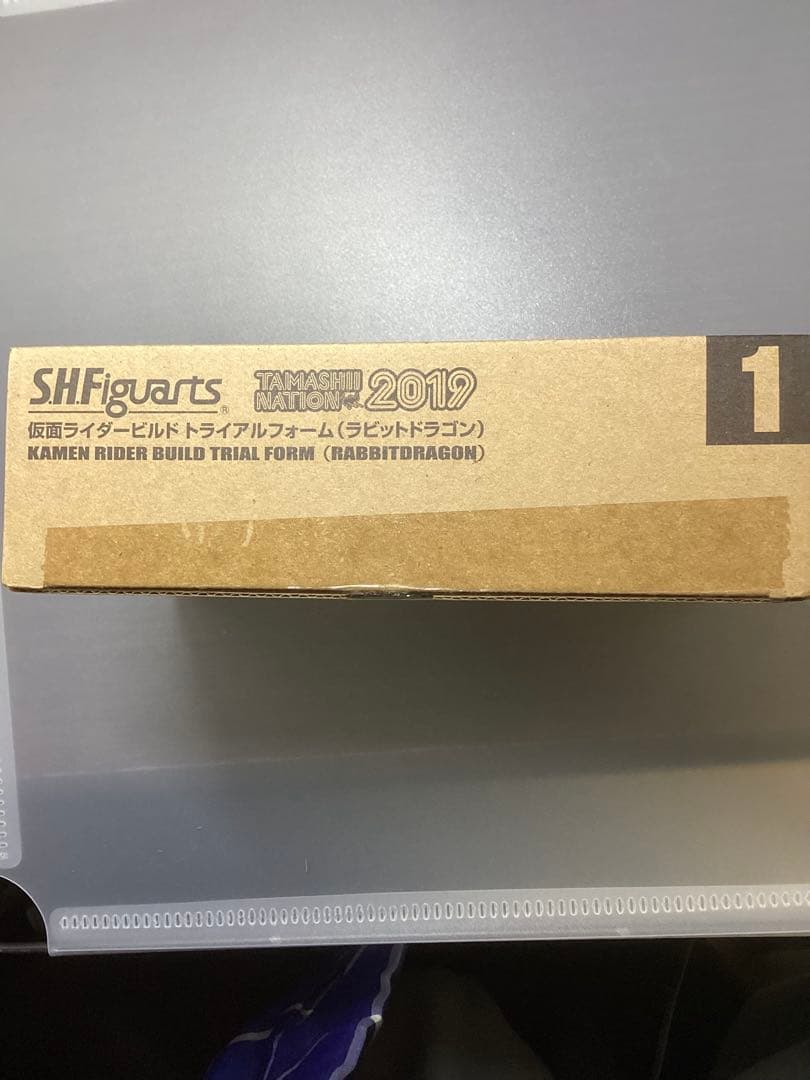 S.H.Figuarts® TAMASHII NATION 2019
仮面ライダービルド トライアルフォーム(ラビットドラゴン)
KAMEN RIDER BUILD TRIAL FORM (RABBITDRAGON)
1